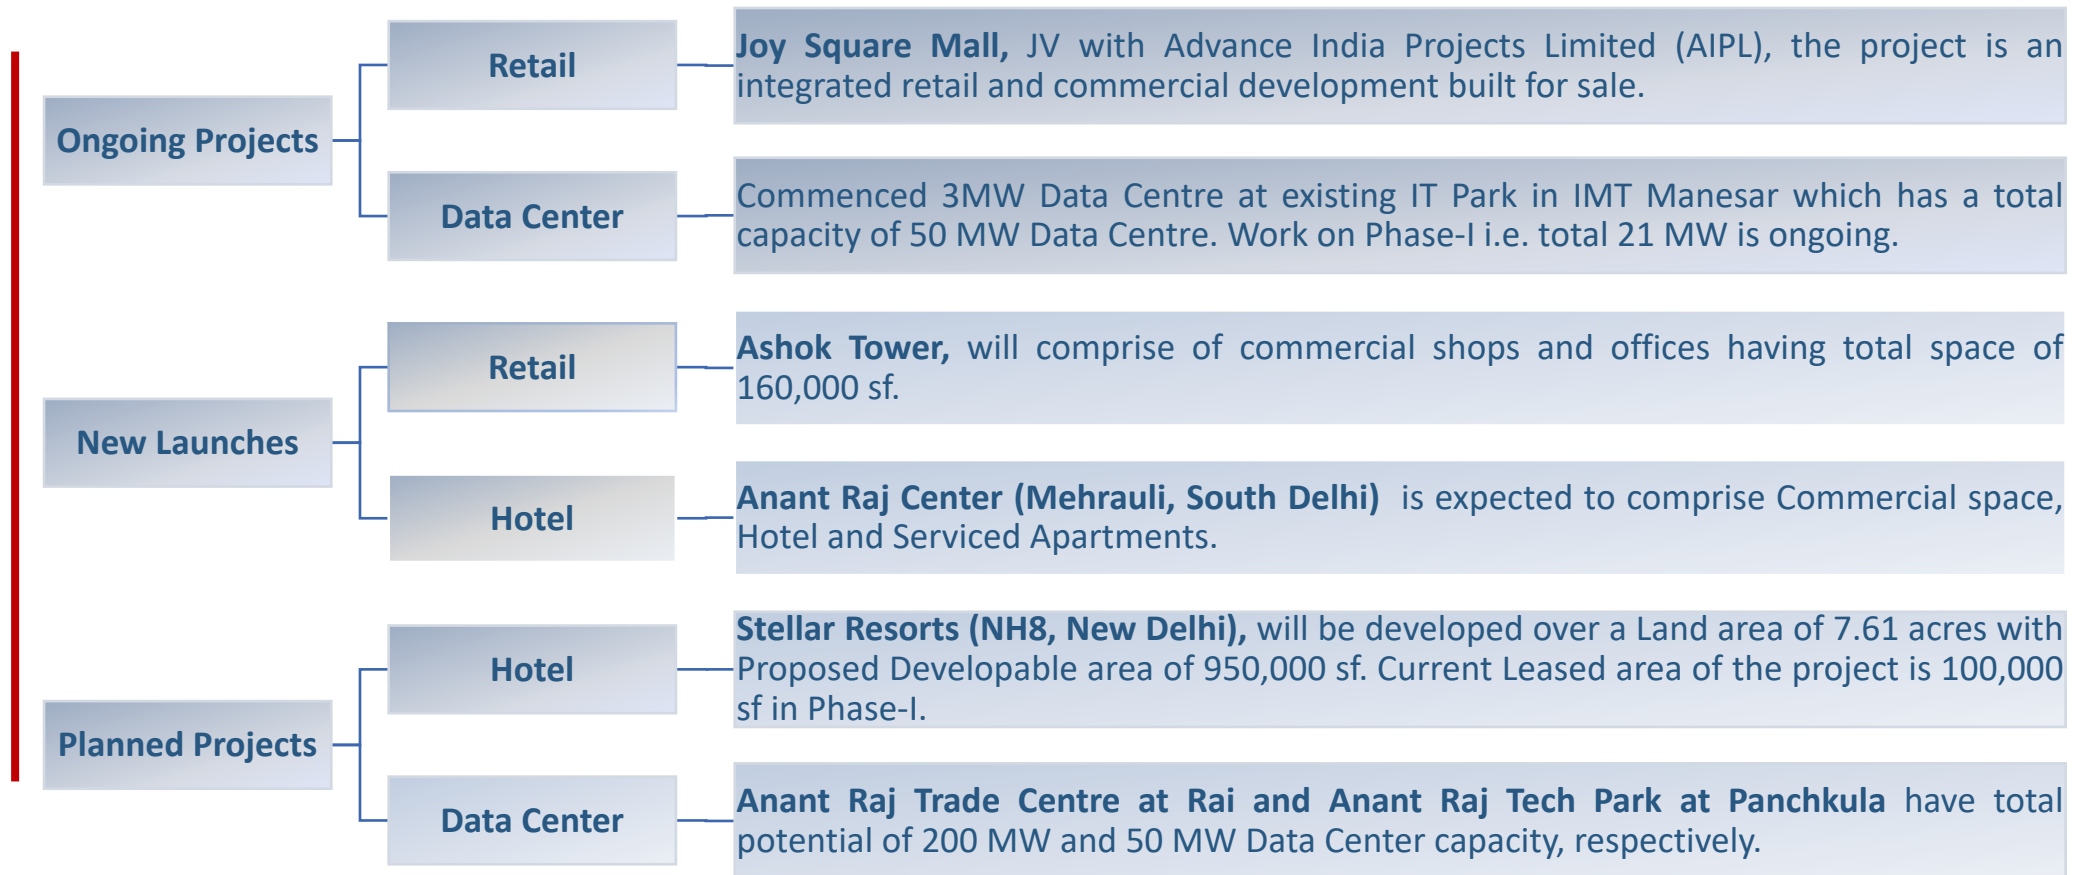 Ongoing Projects
Retail
Joy Square Mall, JV with Advance India Projects Limited (AIPL), the project is an
integrated retail and commercial development built for sale.
Data Center
Commenced 3MW Data Centre at existing IT Park in IMT Manesar which has a total
capacity of 50 MW Data Centre. Work on Phase-I i.e. total 21 MW is ongoing.
New Launches
Retail
Ashok Tower, will comprise of commercial shops and offices having total space of
160,000 sf.
Hotel
Anant Raj Center (Mehrauli, South Delhi) is expected to comprise Commercial space,
Hotel and Serviced Apartments.
Planned Projects
Hotel
Stellar Resorts (NH8, New Delhi), will be developed over a Land area of 7.61 acres with
Proposed Developable area of 950,000 sf. Current Leased area of the project is 100,000
sf in Phase-I.
Data Center
Anant Raj Trade Centre at Rai and Anant Raj Tech Park at Panchkula have total
potential of 200 MW and 50 MW Data Center capacity, respectively.